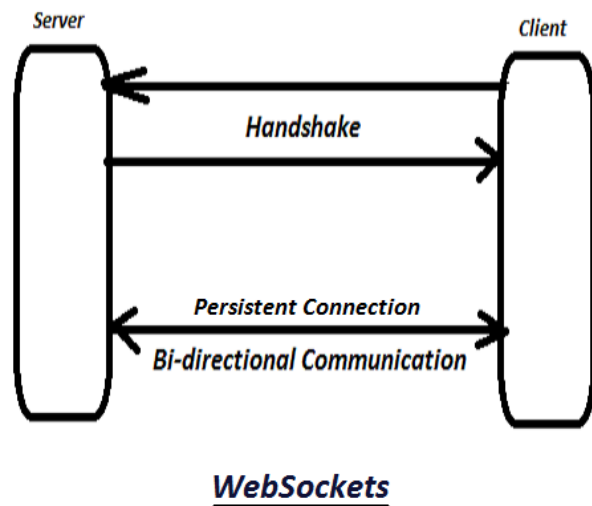 Server
Client
Handshake
Persistent Connection
Bi-directional Communication
WebSockets